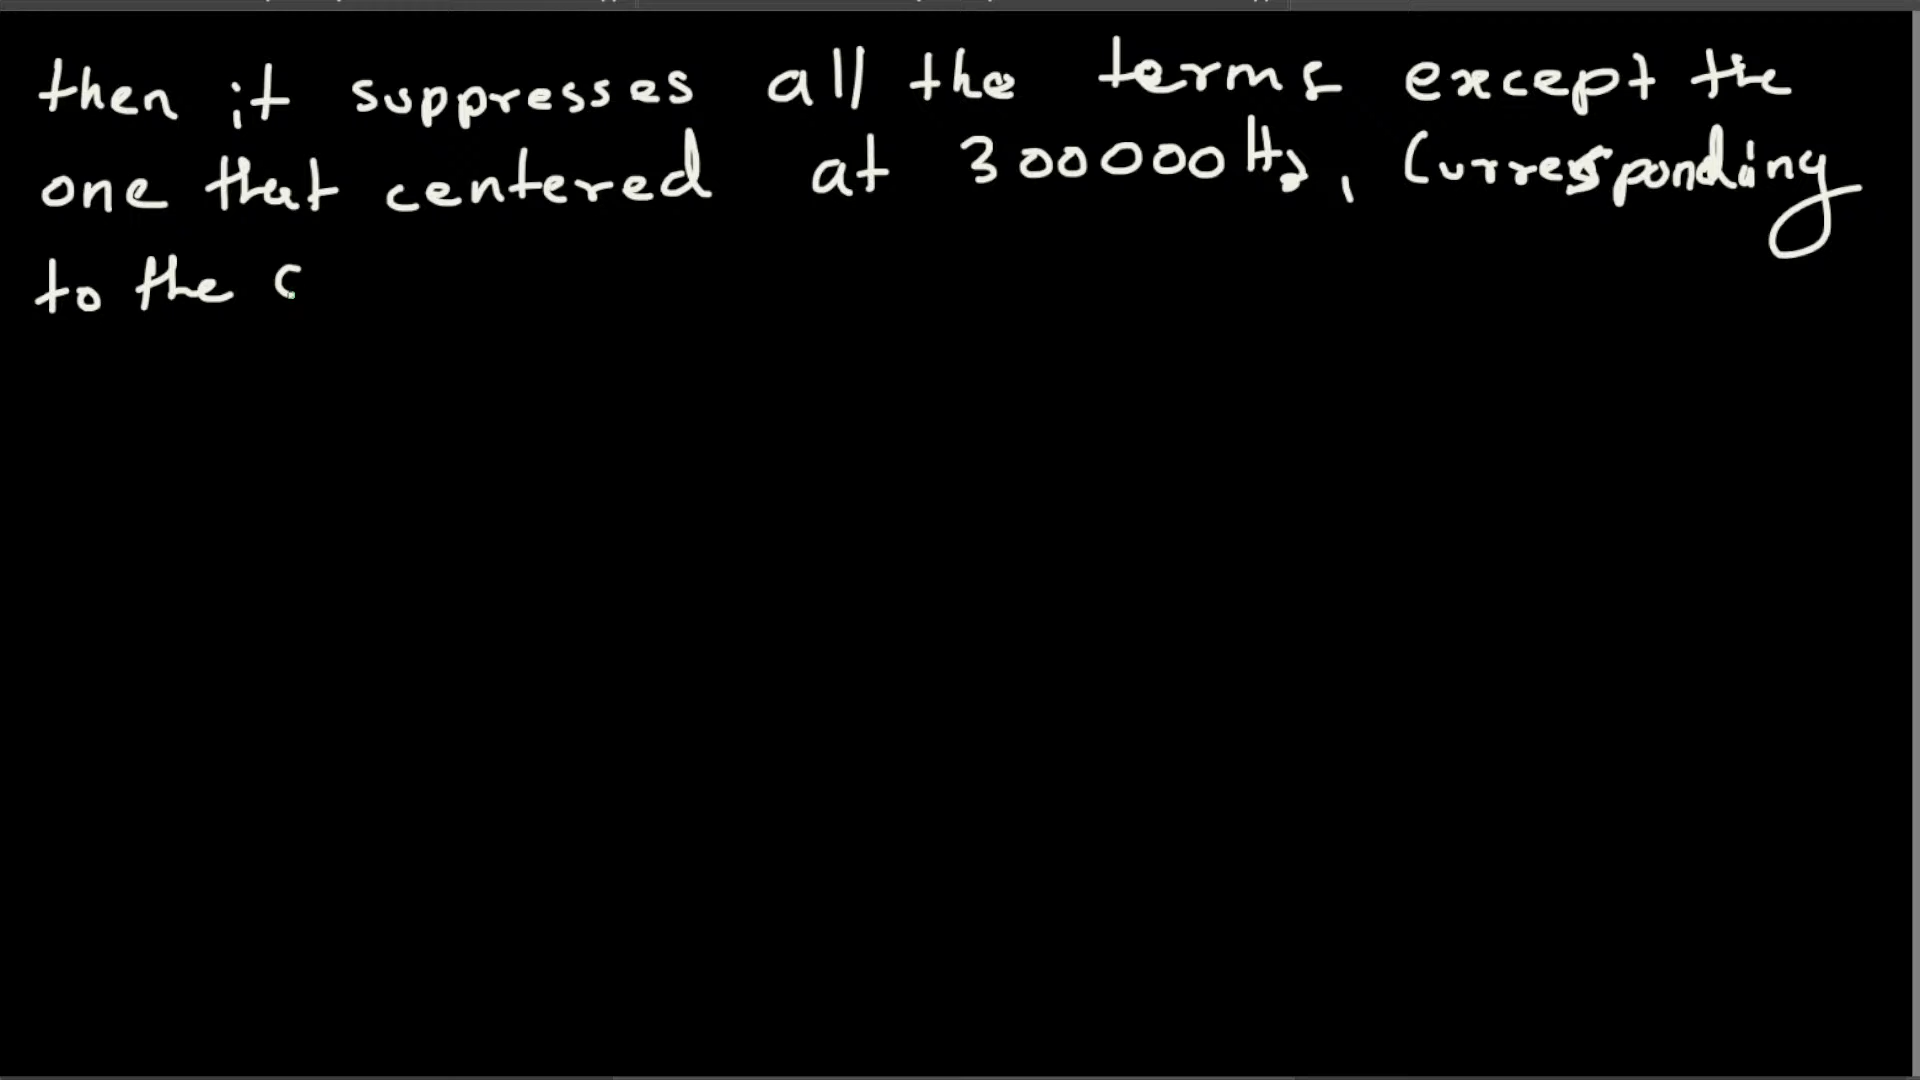 then it suppresses all the terms except the
one that centered at 300000 Hz, Corresponding
to the c